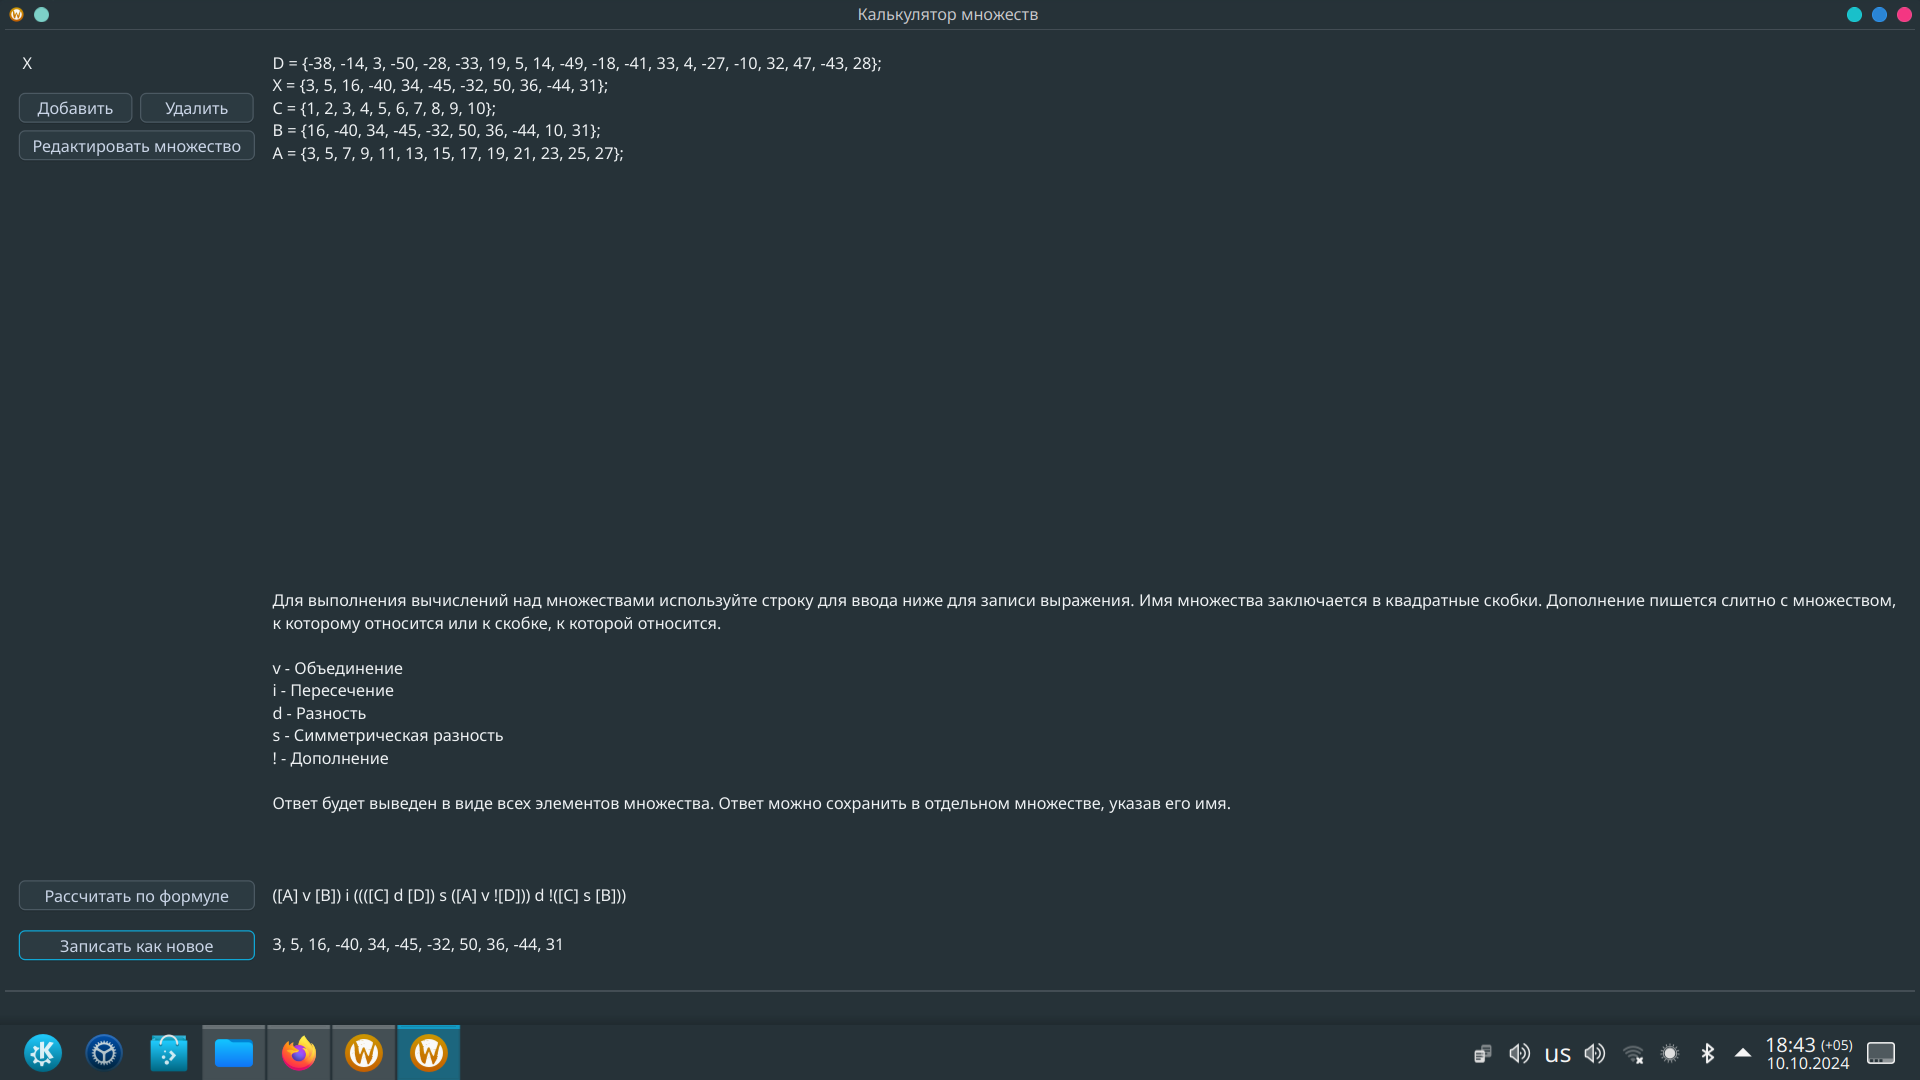 Калькулятор множеств
X
Добавить Удалить
Редактировать множество
D = {-38, -14, 3, -50, -28, -33, 19, 5, 14, -49, -18, -41, 33, 4, -27, -10, 32, 47, -43, 28};
X = {3, 5, 16, -40, 34, -45, -32, 50, 36, -44, 31};
C = {1, 2, 3, 4, 5, 6, 7, 8, 9, 10};
B = {16, -40, 34, -45, -32, 50, 36, -44, 10, 31};
A = {3, 5, 7, 9, 11, 13, 15, 17, 19, 21, 23, 25, 27};
Для выполнения вычислений над множествами используйте строку для ввода ниже для записи выражения. Имя множества заключается в квадратные скобки. Дополнение пишется слитно с множеством,
к которому относится или к скобке, к которой относится.
v - Объединение
i - Пересечение
d - Разность
s - Симметрическая разность
! - Дополнение
Ответ будет выведен в виде всех элементов множества. Ответ можно сохранить в отдельном множестве, указав его имя.
Рассчитать по формуле
([A] v [B]) i ((([C] d [D]) s ([A] v ![D])) d !([C] s [B]))
Записать как новое
3, 5, 16, -40, 34, -45, -32, 50, 36, -44, 31
us
18:43 (+05)
10.10.2024